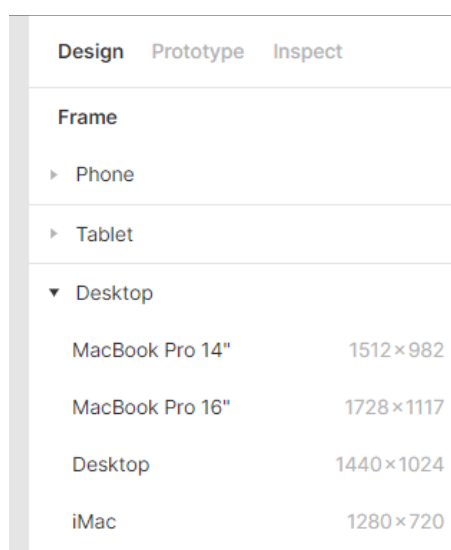 Design Prototype Inspect
Frame
Phone
Tablet
Desktop
MacBook Pro 14" 1512×982
MacBook Pro 16" 1728×1117
Desktop 1440×1024
iMac 1280×720